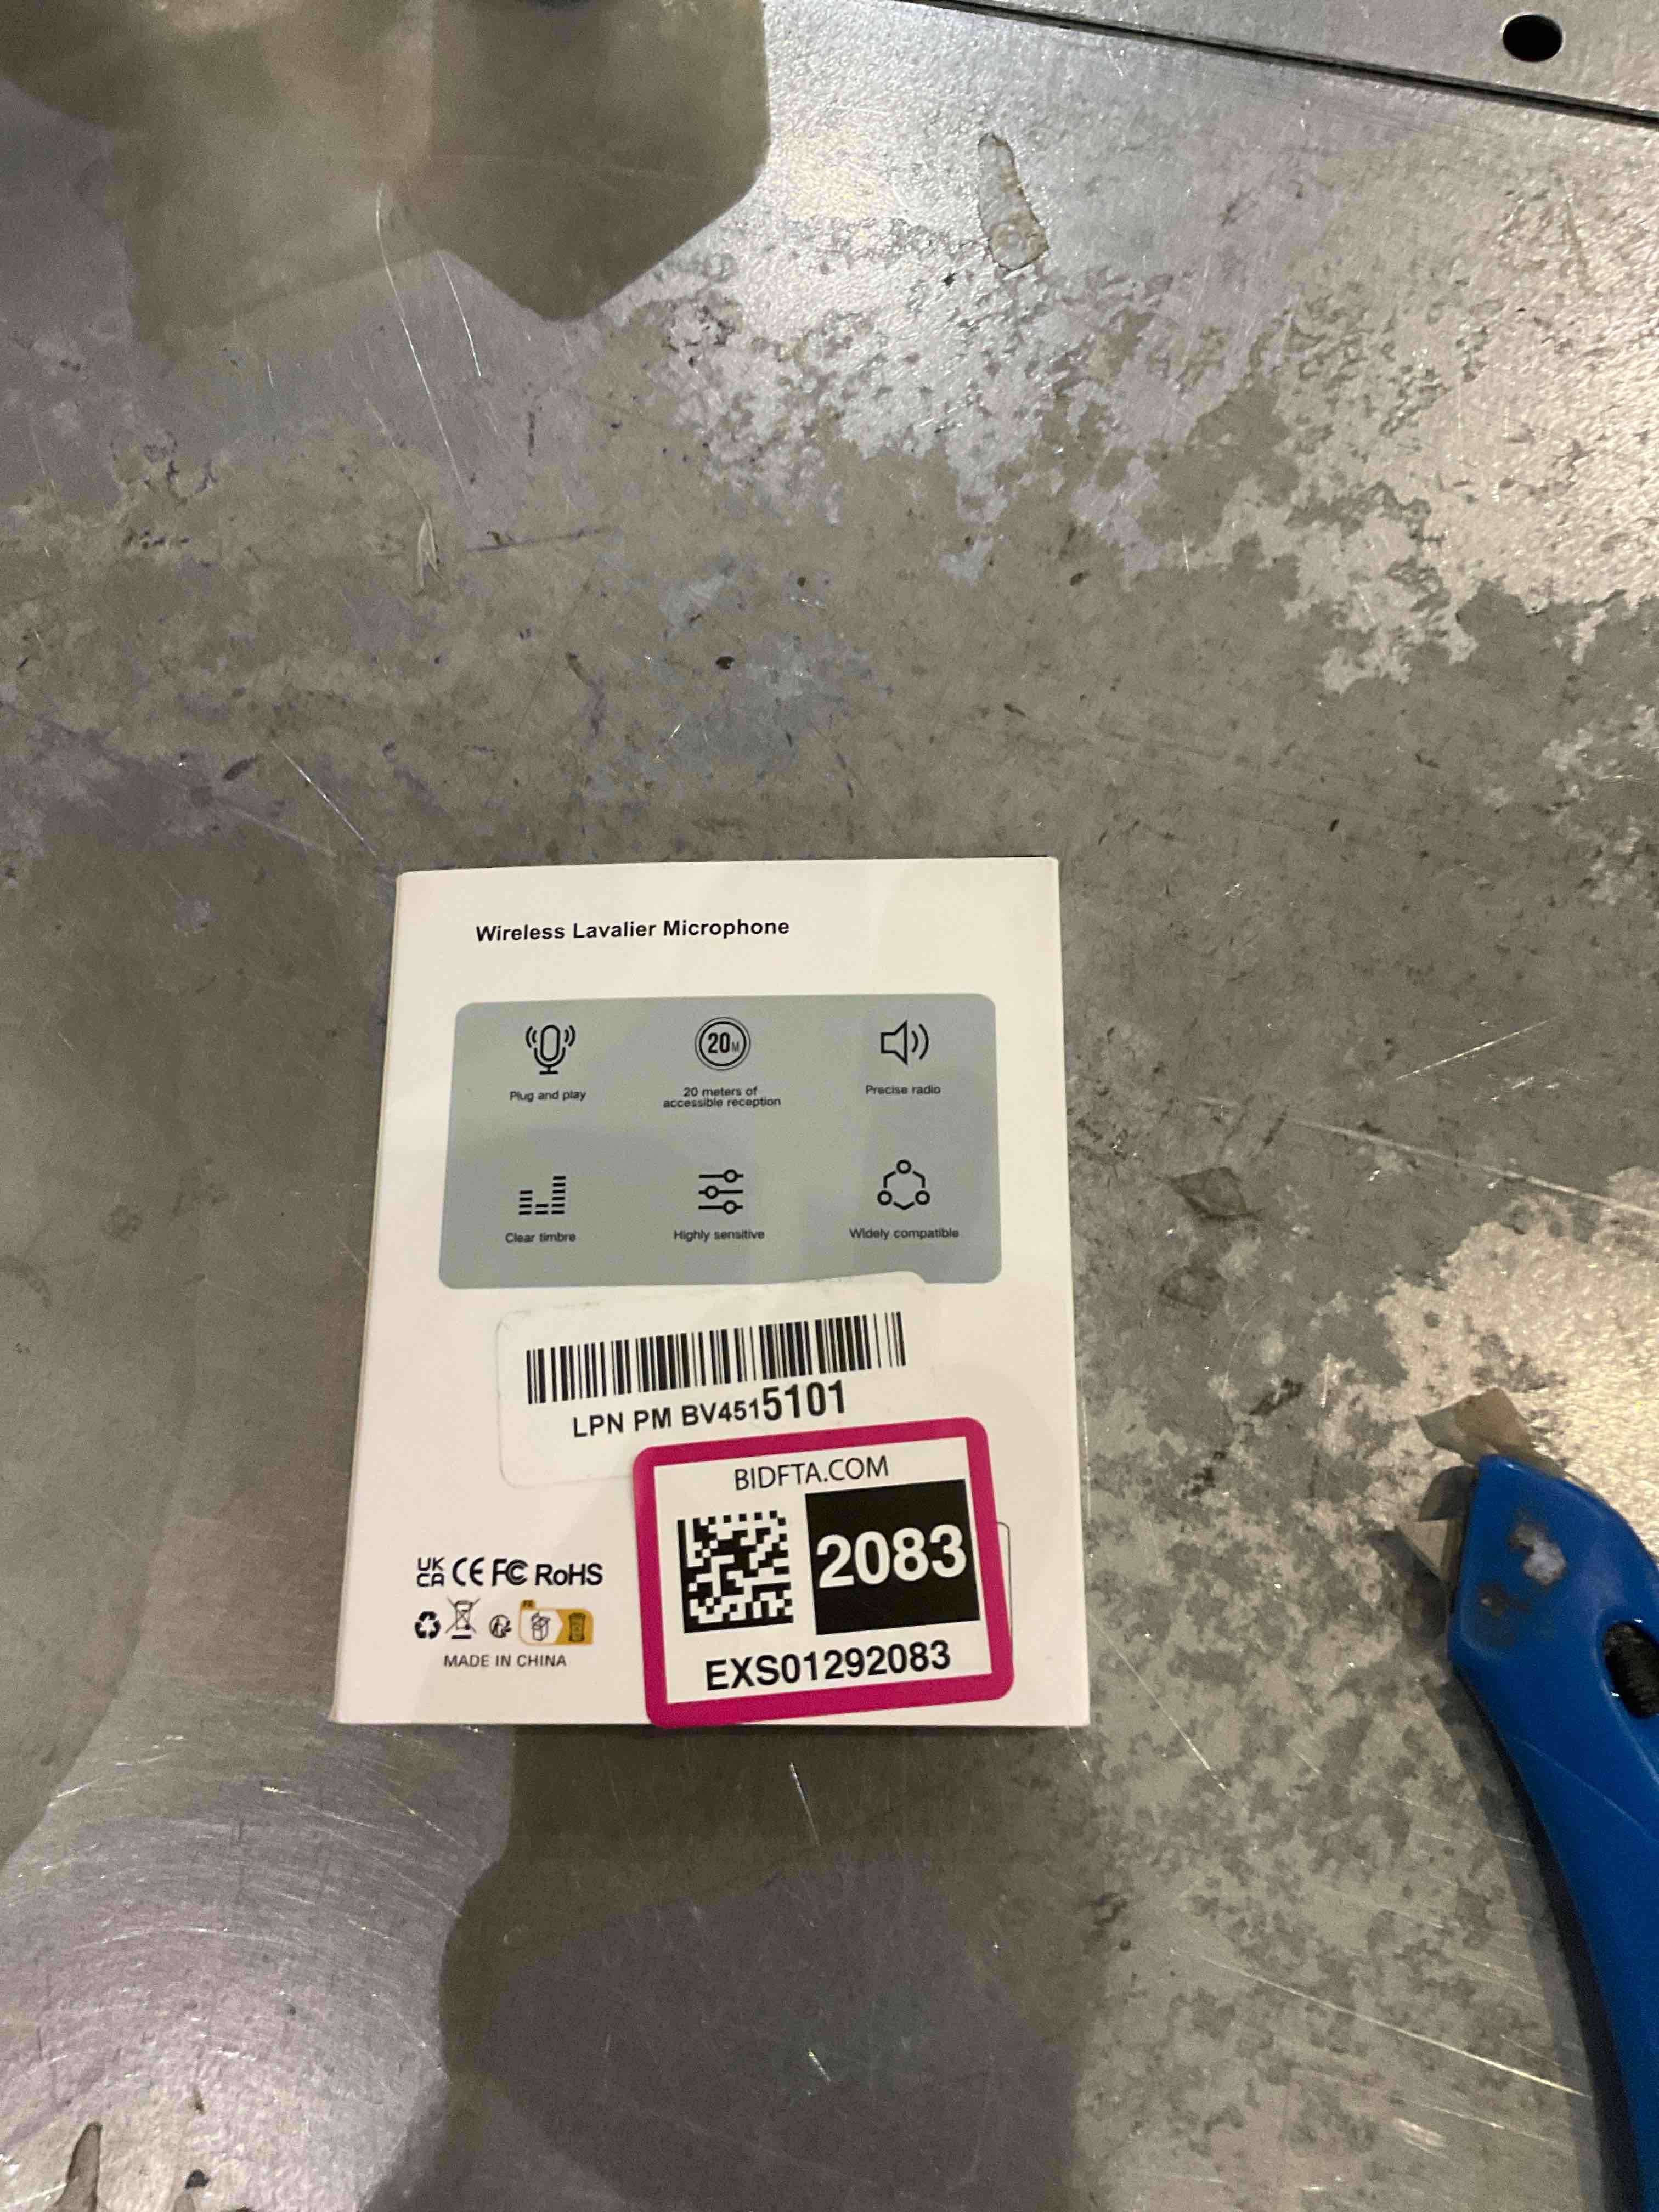 Wireless Lavalier Microphone
20M
Plug and play
20 meters of
accessible reception
Precise radio
Clear timbre
Highly sensitive
Widely compatible
LPN PM BV4515101
BIDFTA.COM
2083
EXS01292083
UK
CA CE FC RoHS
FR
MADE IN CHINA